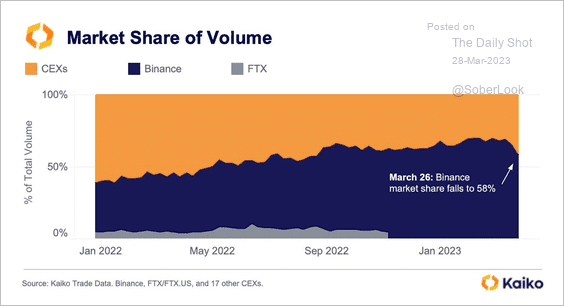 Market Share of Volume
Posted on
The Daily Shot
28-Mar-2023
@SoberLook
CEXs
Binance
FTX
100%
50%
0%
% of Total Volume
March 26: Binance
market share falls to 58%
Jan 2022
May 2022
Sep 2022
Jan 2023
Source: Kaiko Trade Data. Binance, FTX/FTX.US, and 17 other CEXs.
Kaiko